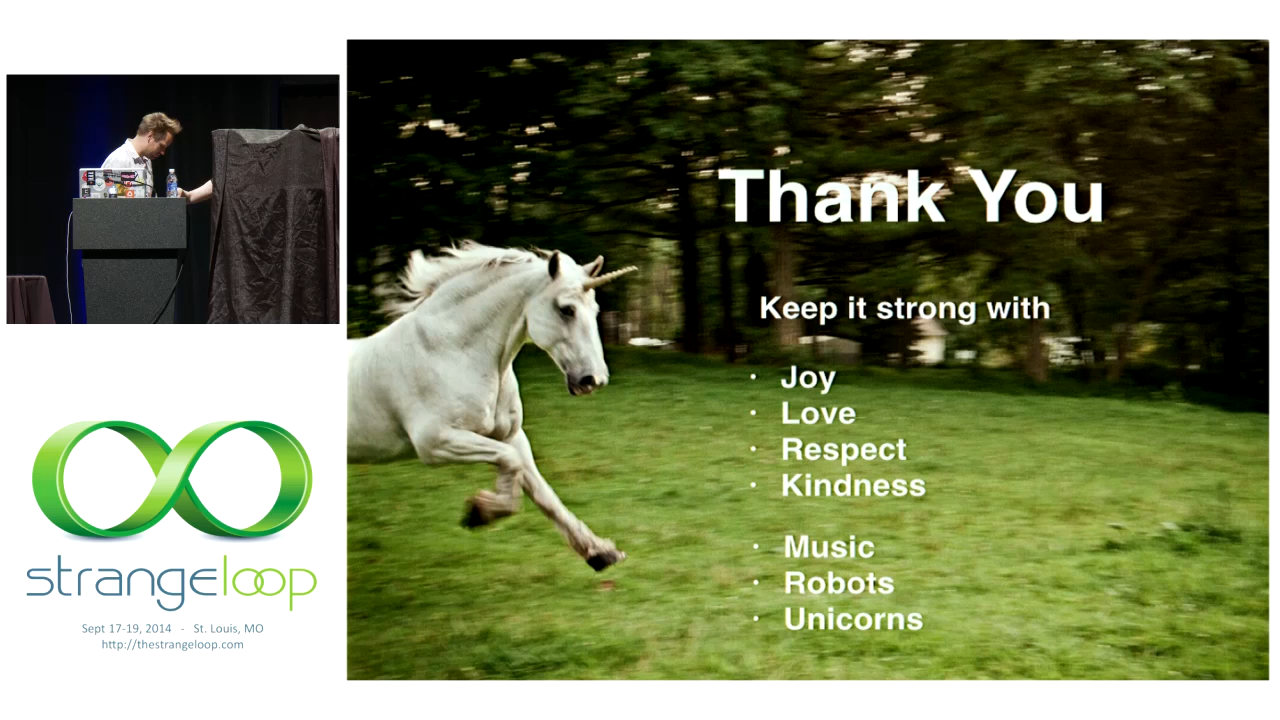 Thank You
Keep it strong with
· Joy
· Love
· Respect
· Kindness
· Music
· Robots
· Unicorns
strangeloop
Sept 17-19, 2014 - St. Louis, MO
http://thestrangeloop.com